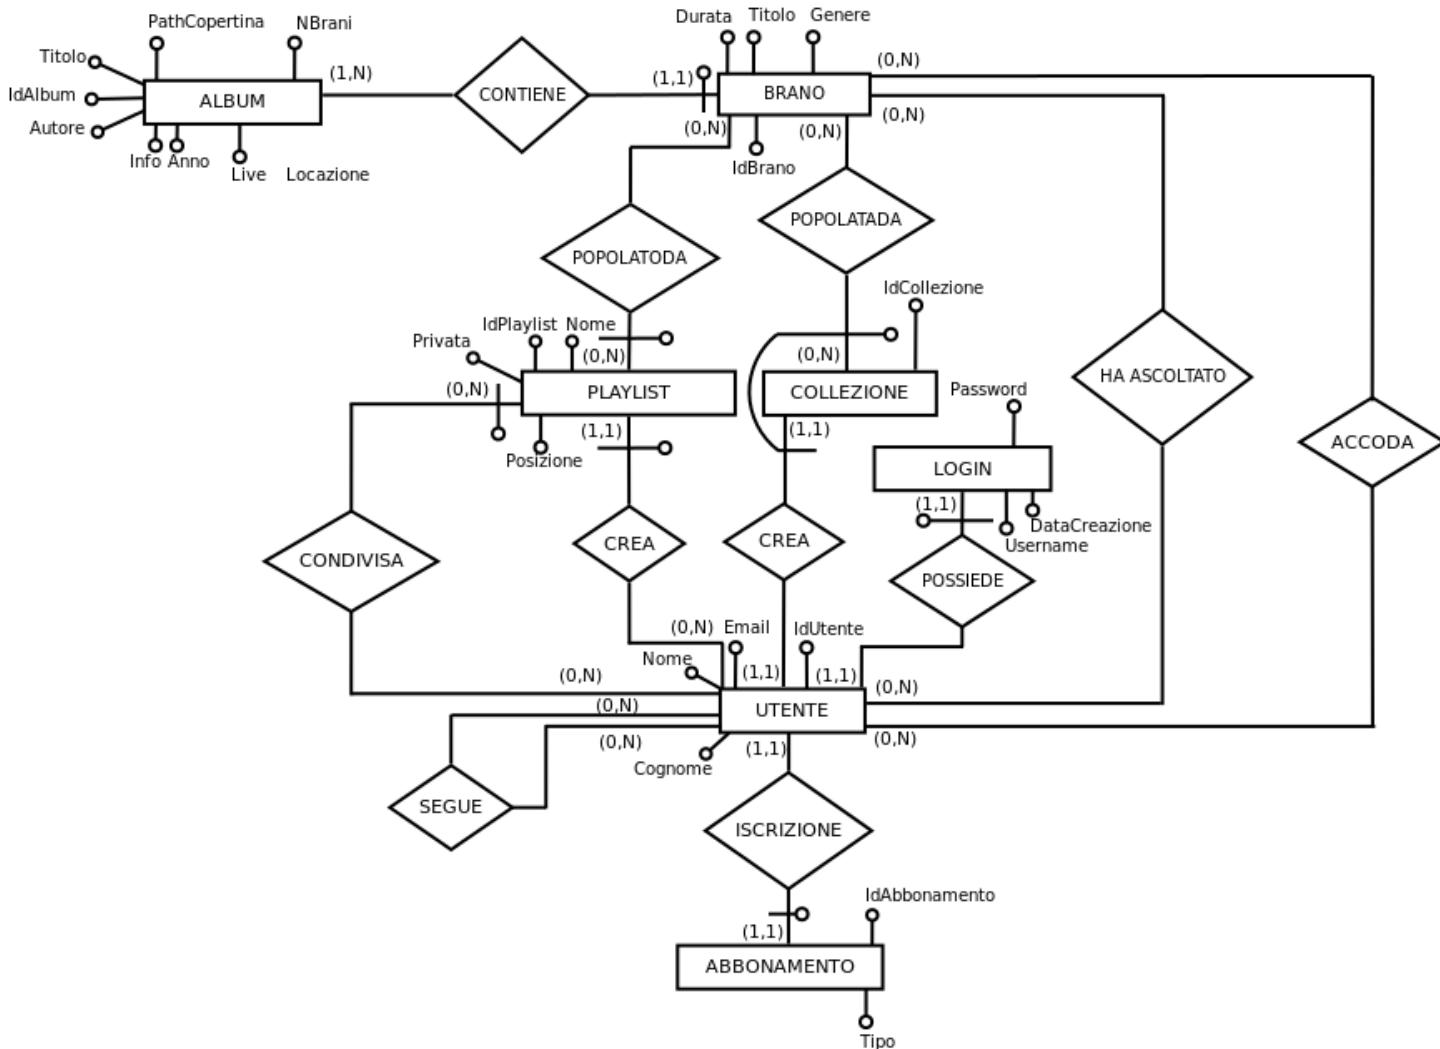 Durata Titolo Genere
PathCopertina NBrani
Titolo
(0,N)
(1,N)
(1,1)
IdAlbum
ALBUM
CONTIENE
BRANO
(0,N)
Autore
(0,N)
(0,N)
Info Anno
Live Locazione
IdBrano
POPOLATADA
POPOLATODA
IdCollezione
IdPlaylist Nome
Privata
(0,N)
(0,N)
HA ASCOLTATO
(0,N)
PLAYLIST
COLLEZIONE
Password
(1,1)
(1,1)
ACCODA
Posizione
LOGIN
(1,1)
DataCreazione
Username
CONDIVISA
CREA
CREA
POSSIEDE
(0,N)
Email
IdUtente
Nome
(0,N)
(1,1)
(1,1)
(0,N)
(0,N)
UTENTE
(0,N)
(1,1)
(0,N)
Cognome
SEGUE
ISCRIZIONE
IdAbbonamento
(1,1)
ABBONAMENTO
Tipo